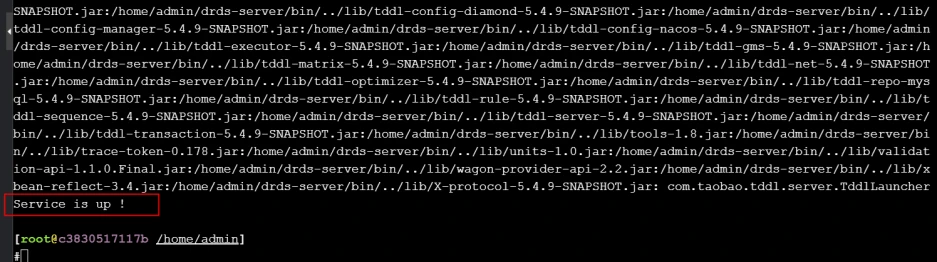 SNAPSHOT.jar:/home/admin/drds-server/bin/../lib/tddl-config-diamond-5.4.9-SNAPSHOT.jar:/home/admin/drds-server/bin/../lib/
tddl-config-manager-5.4.9-SNAPSHOT.jar:/home/admin/drds-server/bin/../lib/tddl-config-nacos-5.4.9-SNAPSHOT.jar:/home/admin
/drds-server/bin/../lib/tddl-executor-5.4.9-SNAPSHOT.jar:/home/admin/drds-server/bin/../lib/tddl-gms-5.4.9-SNAPSHOT.jar:/h
ome/admin/drds-server/bin/../lib/tddl-matrix-5.4.9-SNAPSHOT.jar:/home/admin/drds-server/bin/../lib/tddl-net-5.4.9-SNAPSHOT
.jar:/home/admin/drds-server/bin/../lib/tddl-optimizer-5.4.9-SNAPSHOT.jar:/home/admin/drds-server/bin/../lib/tddl-repo-mys
ql-5.4.9-SNAPSHOT.jar:/home/admin/drds-server/bin/../lib/tddl-rule-5.4.9-SNAPSHOT.jar:/home/admin/drds-server/bin/../lib/t
ddl-sequence-5.4.9-SNAPSHOT.jar:/home/admin/drds-server/bin/../lib/tddl-server-5.4.9-SNAPSHOT.jar:/home/admin/drds-server/
bin/../lib/tddl-transaction-5.4.9-SNAPSHOT.jar:/home/admin/drds-server/bin/../lib/tools-1.8.jar:/home/admin/drds-server/bi
n/../lib/trace-token-0.178.jar:/home/admin/drds-server/bin/../lib/units-1.0.jar:/home/admin/drds-server/bin/../lib/validat
ion-api-1.1.0.Final.jar:/home/admin/drds-server/bin/../lib/wagon-provider-api-2.2.jar:/home/admin/drds-server/bin/../lib/x
bean-reflect-3.4.jar:/home/admin/drds-server/bin/../lib/X-protocol-5.4.9-SNAPSHOT.jar: com.taobao.tddl.server.TddlLauncher
Service is up !
[root@c3830517117b /home/admin]
#